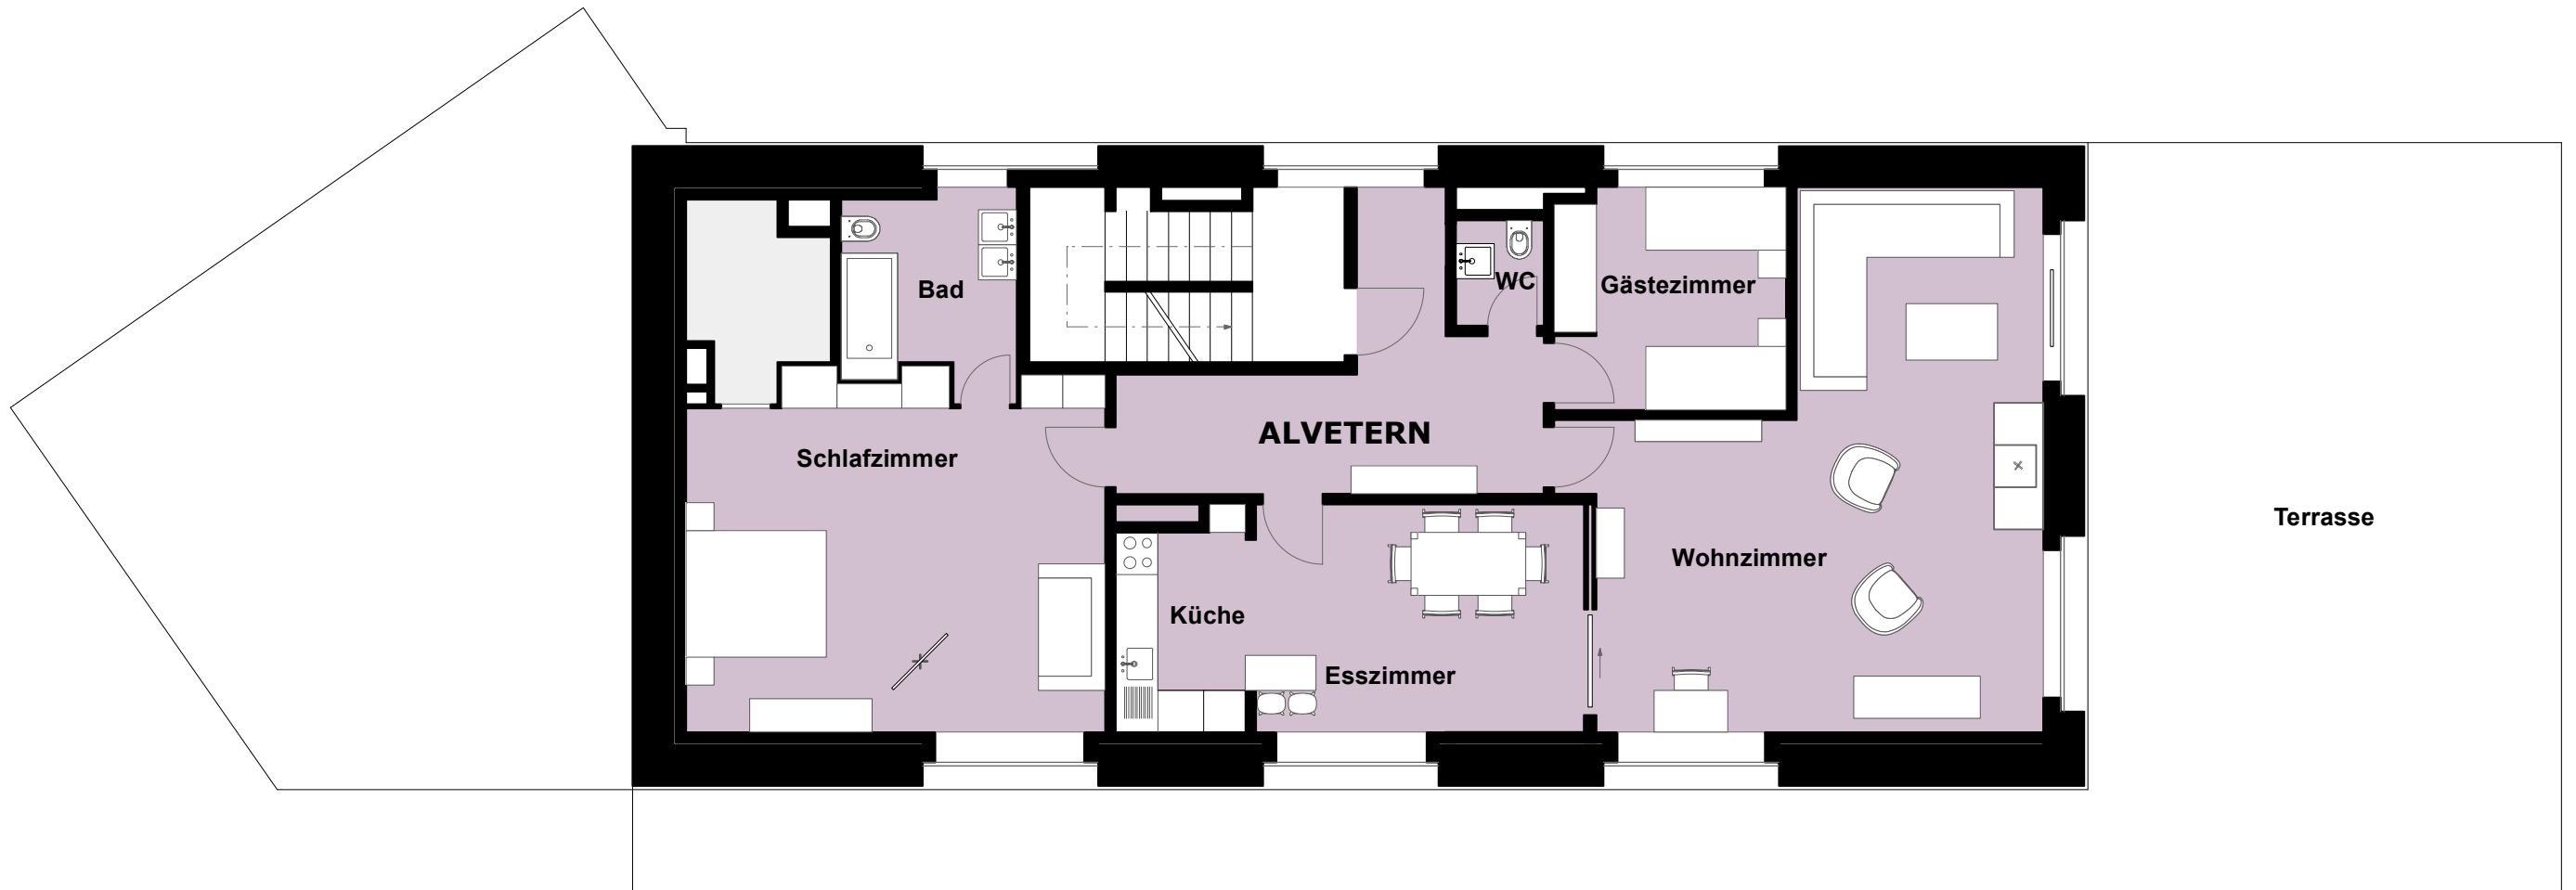 WC
Gästezimmer
Bad
ALVETERN
Schlafzimmer
Terrasse
Wohnzimmer
Küche
Esszimmer